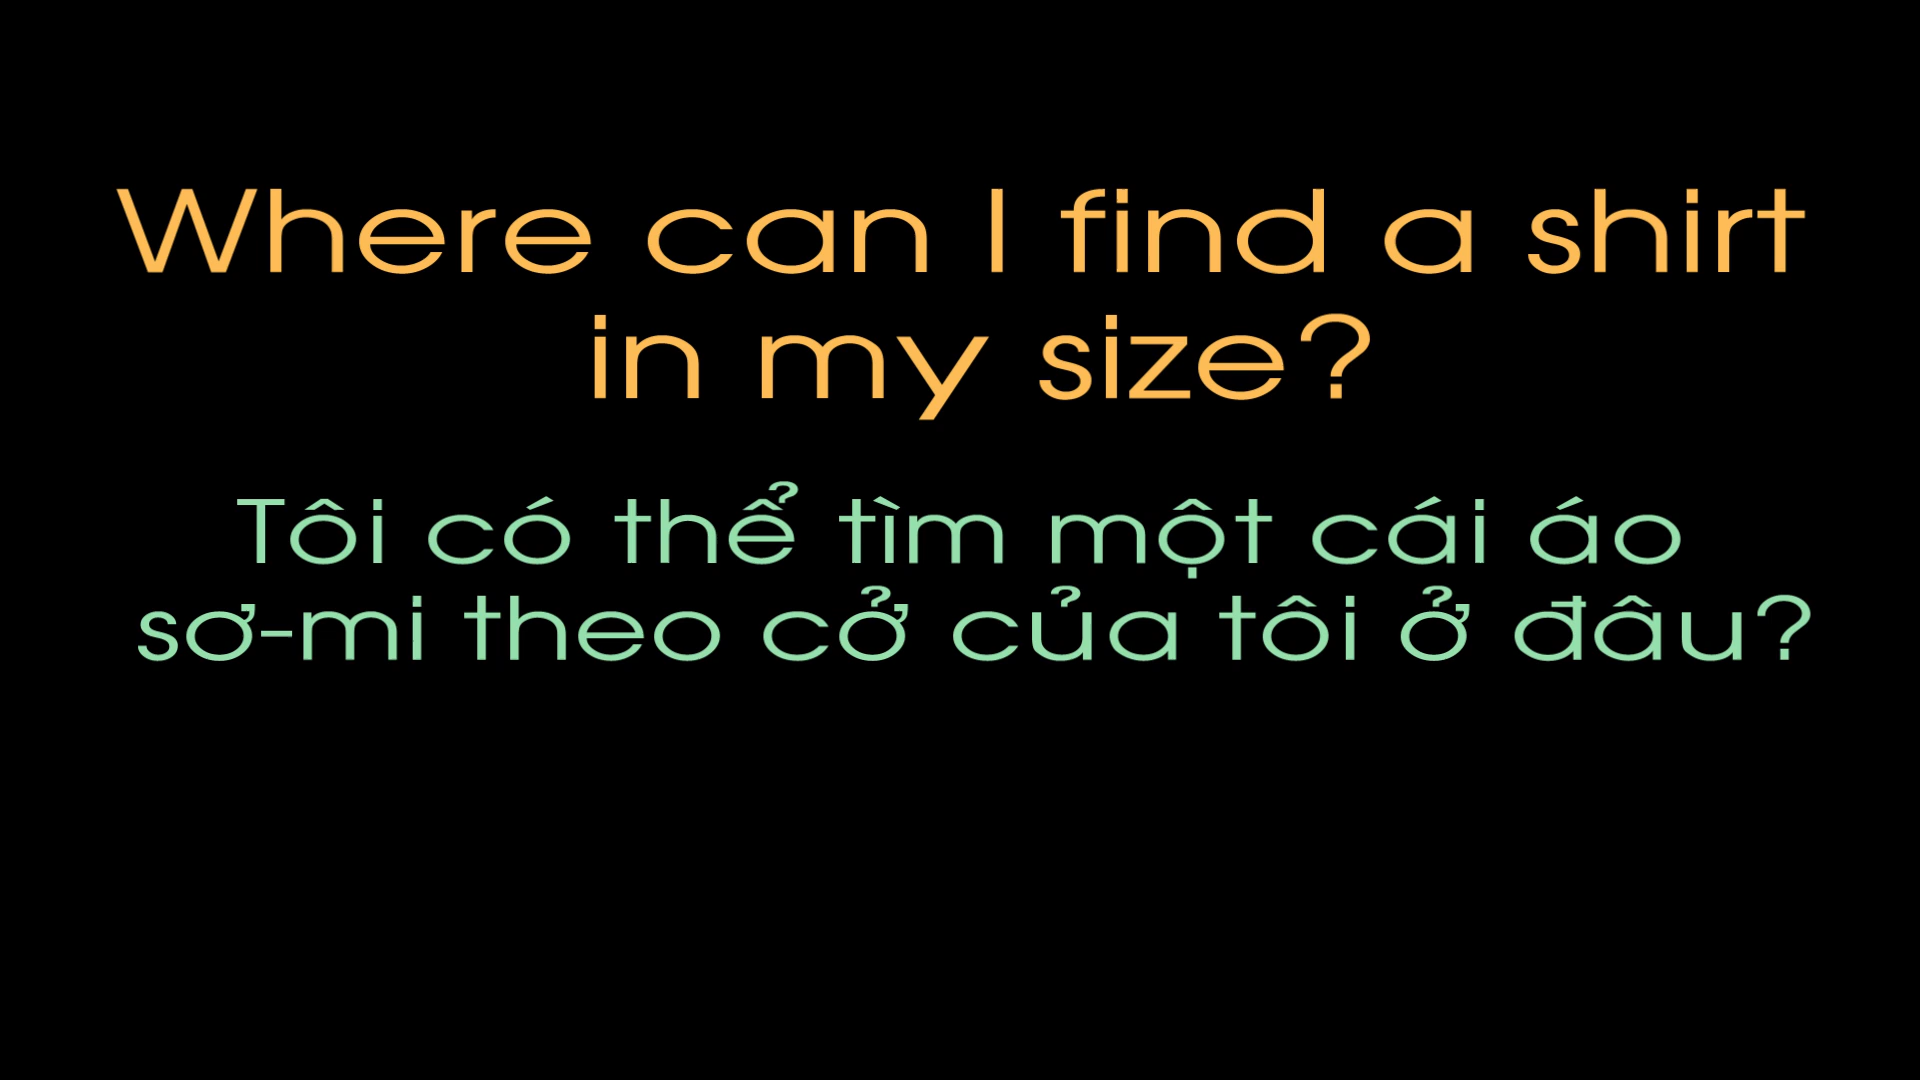 Where can I find a shirt
in my size?
Tôi có thể tìm một cái áo
sơ-mi theo cở của tôi ở đâu?